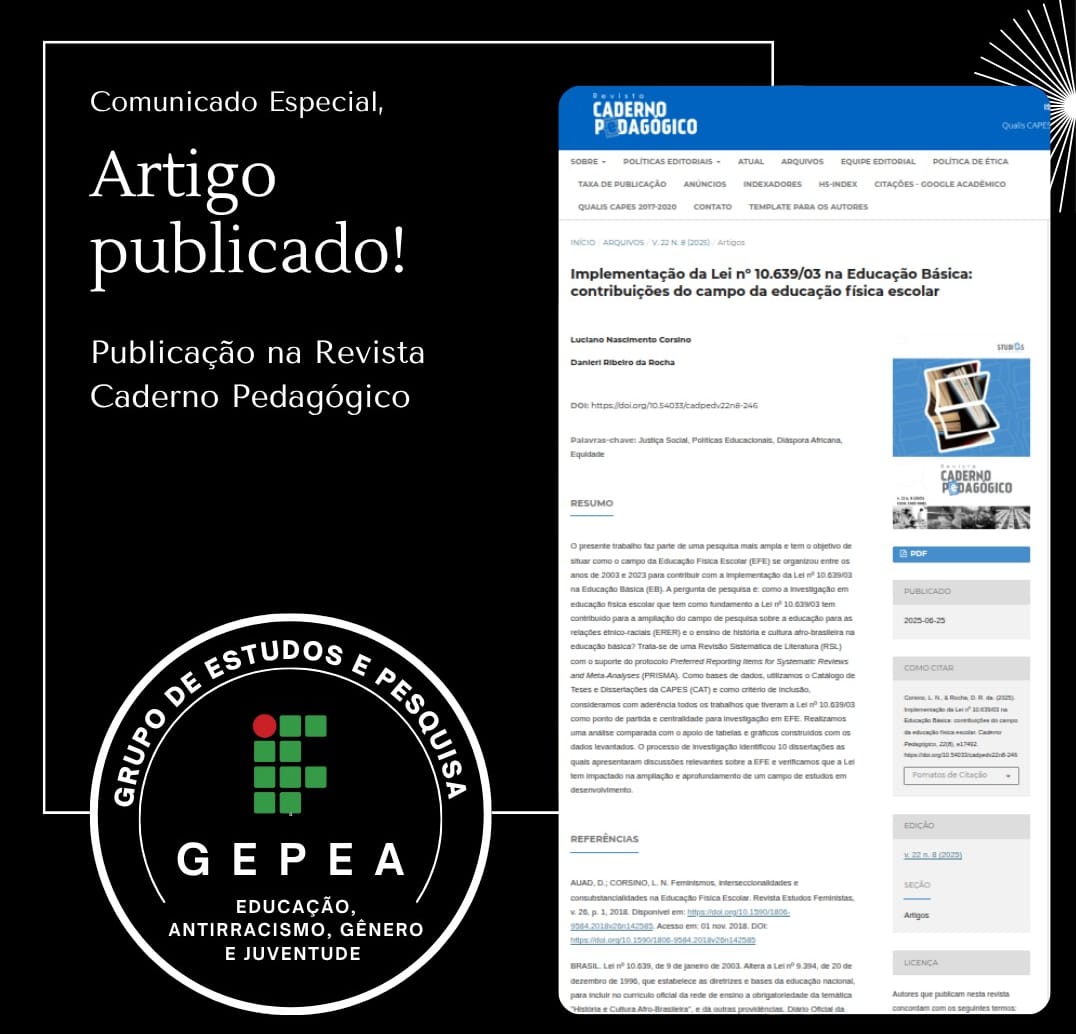 Comunicado Especial,
Artigo
publicado!
Publicação na Revista
Caderno Pedagógico
GRUPO DE ESTUDOS E PESQUISA
GEPEA
EDUCAÇÃO,
ANTIRRACISMO, GÊNERO
E JUVENTUDE
Revista
CADERNO
PEDAGÓGICO
Qualis CAPES
SOBRE POLÍTICAS EDITORIAIS ATUAL ARQUIVOS EQUIPE EDITORIAL POLÍTICA DE ÉTICA
TAXA DE PUBLICAÇÃO ANÚNCIOS INDEXADORES H5-INDEX CITAÇÕES - GOOGLE ACADÊMICO
QUALIS CAPES 2017-2020 CONTATO TEMPLATE PARA OS AUTORES
INÍCIO / ARQUIVOS / V. 22 N. 8 (2025) / Artigos
Implementação da Lei nº 10.639/03 na Educação Básica:
contribuições do campo da educação física escolar
Luciano Nascimento Corsino
Danieri Ribeiro da Rocha
DOI: https://doi.org/10.54033/cadpedv22n8-246
Palavras-chave: Justiça Social, Políticas Educacionais, Diáspora Africana,
Equidade
RESUMO
O presente trabalho faz parte de uma pesquisa mais ampla e tem o objetivo de
situar como o campo da Educação Física Escolar (EFE) se organizou entre os
anos de 2003 e 2023 para contribuir com a implementação da Lei nº 10.639/03
na Educação Básica (EB). A pergunta de pesquisa é: como a investigação em
educação física escolar que tem como fundamento a Lei nº 10.639/03 tem
contribuído para a ampliação do campo de pesquisa sobre a educação para as
relações étnico-raciais (ERER) e o ensino de história e cultura afro-brasileira na
educação básica? Trata-se de uma Revisão Sistemática de Literatura (RSL)
com o suporte do protocolo Preferred Reporting Items for Systematic Reviews
and Meta-Analyses (PRISMA). Como bases de dados, utilizamos o Catálogo de
Teses e Dissertações da CAPES (CAT) e como critério de inclusão,
consideramos com aderência todos os trabalhos que tiveram a Lei nº 10.639/03
como ponto de partida e centralidade para investigação em EFE. Realizamos
uma análise comparada com o apoio de tabelas e gráficos construídos com os
dados levantados. O processo de investigação identificou 10 dissertações as
quais apresentaram discussões relevantes sobre a EFE e verificamos que a Lei
tem impactado na ampliação e aprofundamento de um campo de estudos em
desenvolvimento.
REFERÊNCIAS
AUAD, D.; CORSINO, L. N. Feminismos, interseccionalidades e
consubstancialidades na Educação Física Escolar. Revista Estudos Feministas,
v. 26, p. 1, 2018. Disponível em: https://doi.org/10.1590/1806-
9584.2018v26n142585. Acesso em: 01 nov. 2018. DOI:
https://doi.org/10.1590/1806-9584.2018v26n142585
BRASIL. Lei nº 10.639, de 9 de janeiro de 2003. Altera a Lei nº 9.394, de 20 de
dezembro de 1996, que estabelece as diretrizes e bases da educação nacional,
para incluir no currículo oficial da rede de ensino a obrigatoriedade da temática
"História e Cultura Afro-Brasileira", e dá outras providências. Diário Oficial da
STUDIOS
Revista
CADERNO
PEDAGÓGICO
PDF
PUBLICADO
2025-06-25
COMO CITAR
Corsino, L. N., & Rocha, D. R. da. (2025).
Implementação da Lei nº 10.639/03 na
Educação Básica: contribuições do campo
da educação física escolar. Caderno
Pedagógico, 22(8), e17492.
https://doi.org/10.54033/cadpedv22n8-246
Fomatos de Citação
EDIÇÃO
v. 22 n. 8 (2025)
SEÇÃO
Artigos
LICENÇA
Autores que publicam nesta revista
concordam com os seguintes termos: